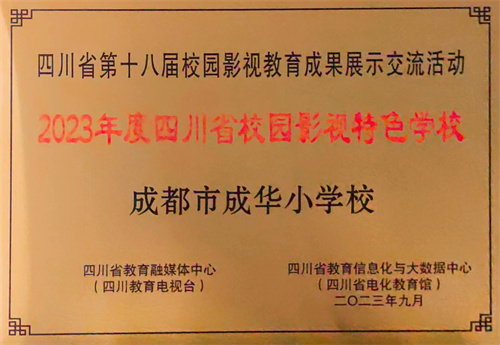 四川省第十八届校园影视教育成果展示交流活动
2023年度四川省校园影视特色学校
成都市成华小学校
四川省教育融媒体中心
（四川教育电视台）
四川省教育信息化与大数据中心
（四川省电化教育馆）
二〇二三年九月